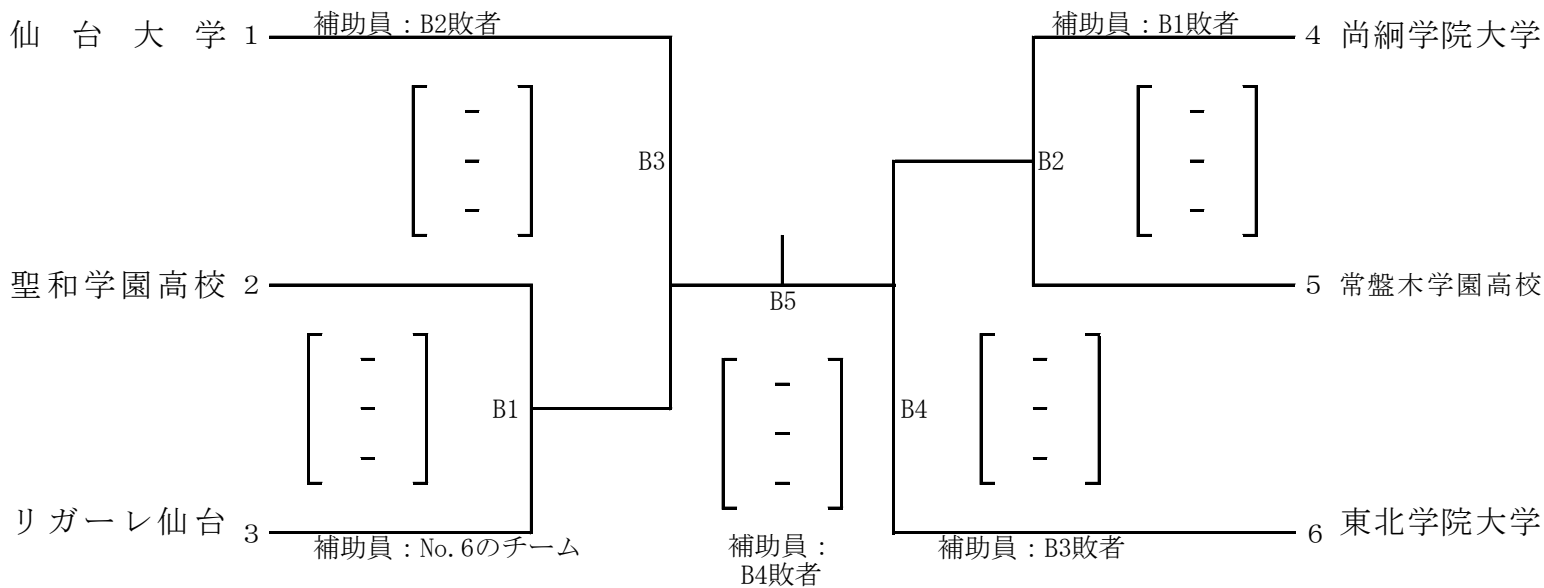 仙台大学 1 補助員：B2敗者 補助員：B1敗者 4 尚絅学院大学
-
-
-
B3
B2
-
-
-
聖和学園高校 2 B5 5 常盤木学園高校
-
-
-
B1
-
-
-
B4
-
-
-
リガーレ仙台 3 6 東北学院大学
補助員：No.6のチーム
補助員：
B4敗者
補助員：B3敗者